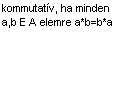 kommutatív, ha minden
a,b E A elemre a*b=b*a